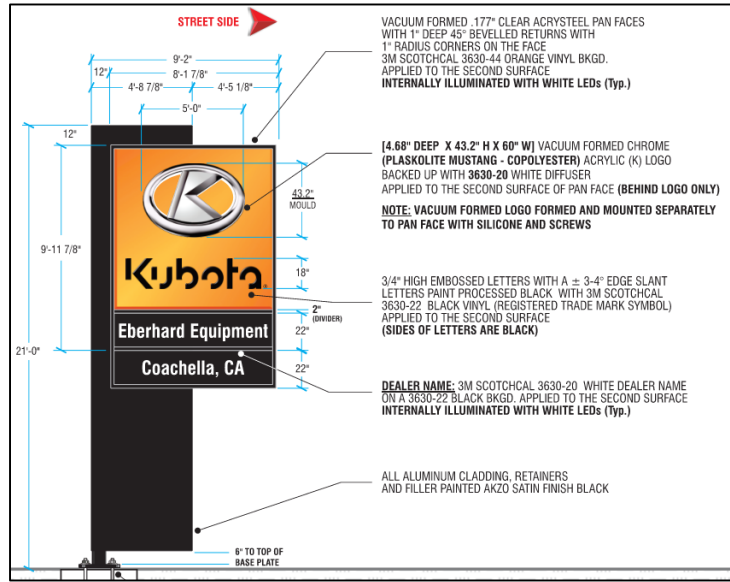 STREET SIDE
9'-2"
12"
8'-1 7/8"
4'-8 7/8"
4'-5 1/8"
5'-0"
12"
43.2"
MOULD
9'-11 7/8"
Kubota
18"
2"
(DIVIDER)
Eberhard Equipment
22"
21'-0"
Coachella, CA
22"
6" TO TOP OF
BASE PLATE
VACUUM FORMED .177" CLEAR ACRYSTEEL PAN FACES
WITH 1" DEEP 45° BEVELLED RETURNS WITH
1" RADIUS CORNERS ON THE FACE
3M SCOTCHCAL 3630-44 ORANGE VINYL BKGD.
APPLIED TO THE SECOND SURFACE
INTERNALLY ILLUMINATED WITH WHITE LEDs (Typ.)
[4.68" DEEP X 43.2" H X 60" W] VACUUM FORMED CHROME
(PLASKOLITE MUSTANG - COPOLYESTER) ACRYLIC (K) LOGO
BACKED UP WITH 3630-20 WHITE DIFFUSER
APPLIED TO THE SECOND SURFACE OF PAN FACE (BEHIND LOGO ONLY)
NOTE: VACUUM FORMED LOGO FORMED AND MOUNTED SEPARATELY
TO PAN FACE WITH SILICONE AND SCREWS
3/4" HIGH EMBOSSED LETTERS WITH A ± 3-4° EDGE SLANT
LETTERS PAINT PROCESSED BLACK WITH 3M SCOTCHCAL
3630-22 BLACK VINYL (REGISTERED TRADE MARK SYMBOL)
APPLIED TO THE SECOND SURFACE
(SIDES OF LETTERS ARE BLACK)
DEALER NAME: 3M SCOTCHCAL 3630-20 WHITE DEALER NAME
ON A 3630-22 BLACK BKGD. APPLIED TO THE SECOND SURFACE
INTERNALLY ILLUMINATED WITH WHITE LEDs (Typ.)
ALL ALUMINUM CLADDING, RETAINERS
AND FILLER PAINTED AKZO SATIN FINISH BLACK